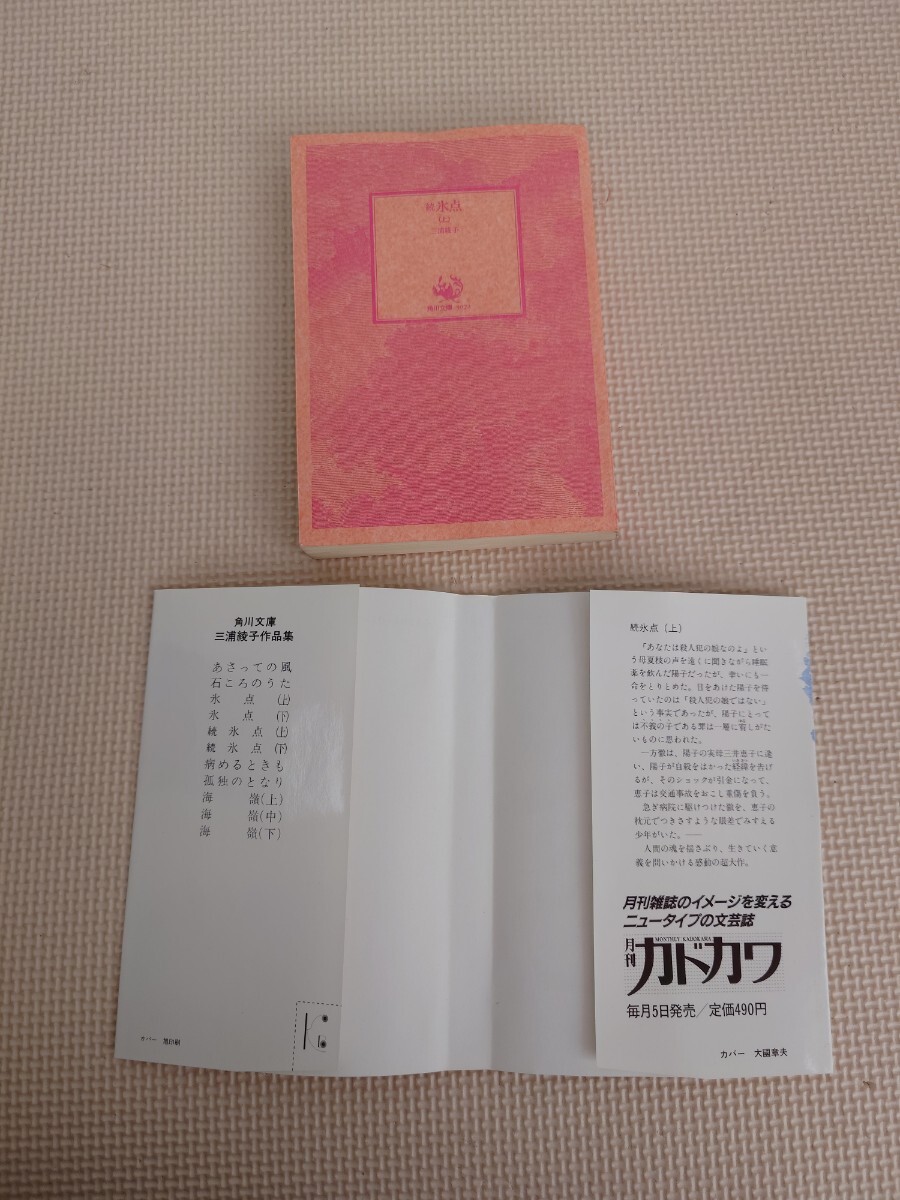 続 氷点
(上)
三浦綾子
角川文庫
角川文庫
三浦綾子作品集
あさっての風
石ころのうた
氷点(上)
氷点(下)
続氷点(上)
続氷点(下)
病めるときも
孤独のとなり
海嶺(上)
海嶺(中)
海嶺(下)
カバー 旭印刷
続氷点(上)
「あなたは殺人犯の娘なのよ」とい
う母夏枝の声を遠くに聞きながら睡眠
薬を飲んだ陽子だったが、幸いにも一
命をとりとめた。目をあけた陽子を待
っていたのは「殺人犯の娘ではない」
という事実であったが、陽子にとって
は不義の子である罪は一層に赦しがた
いものに思われた。
一方徹は、陽子の実母三井恵子に逢
い、陽子が自殺をはかった経緯を告げ
るが、そのショックが引金になって、
恵子は交通事故をおこし重傷を負う。
急ぎ病院に駆けつけた徹を、恵子の
枕元でつきさすような眼差でみすえる
少年がいた。――
人間の魂を揺さぶり、生きていく意
義を問いかける感動の超大作。
月刊雑誌のイメージを変える
ニュータイプの文芸誌
MONTHLY KADOKAWA
月刊カドカワ
毎月5日発売/定価490円
カバー 大國章夫